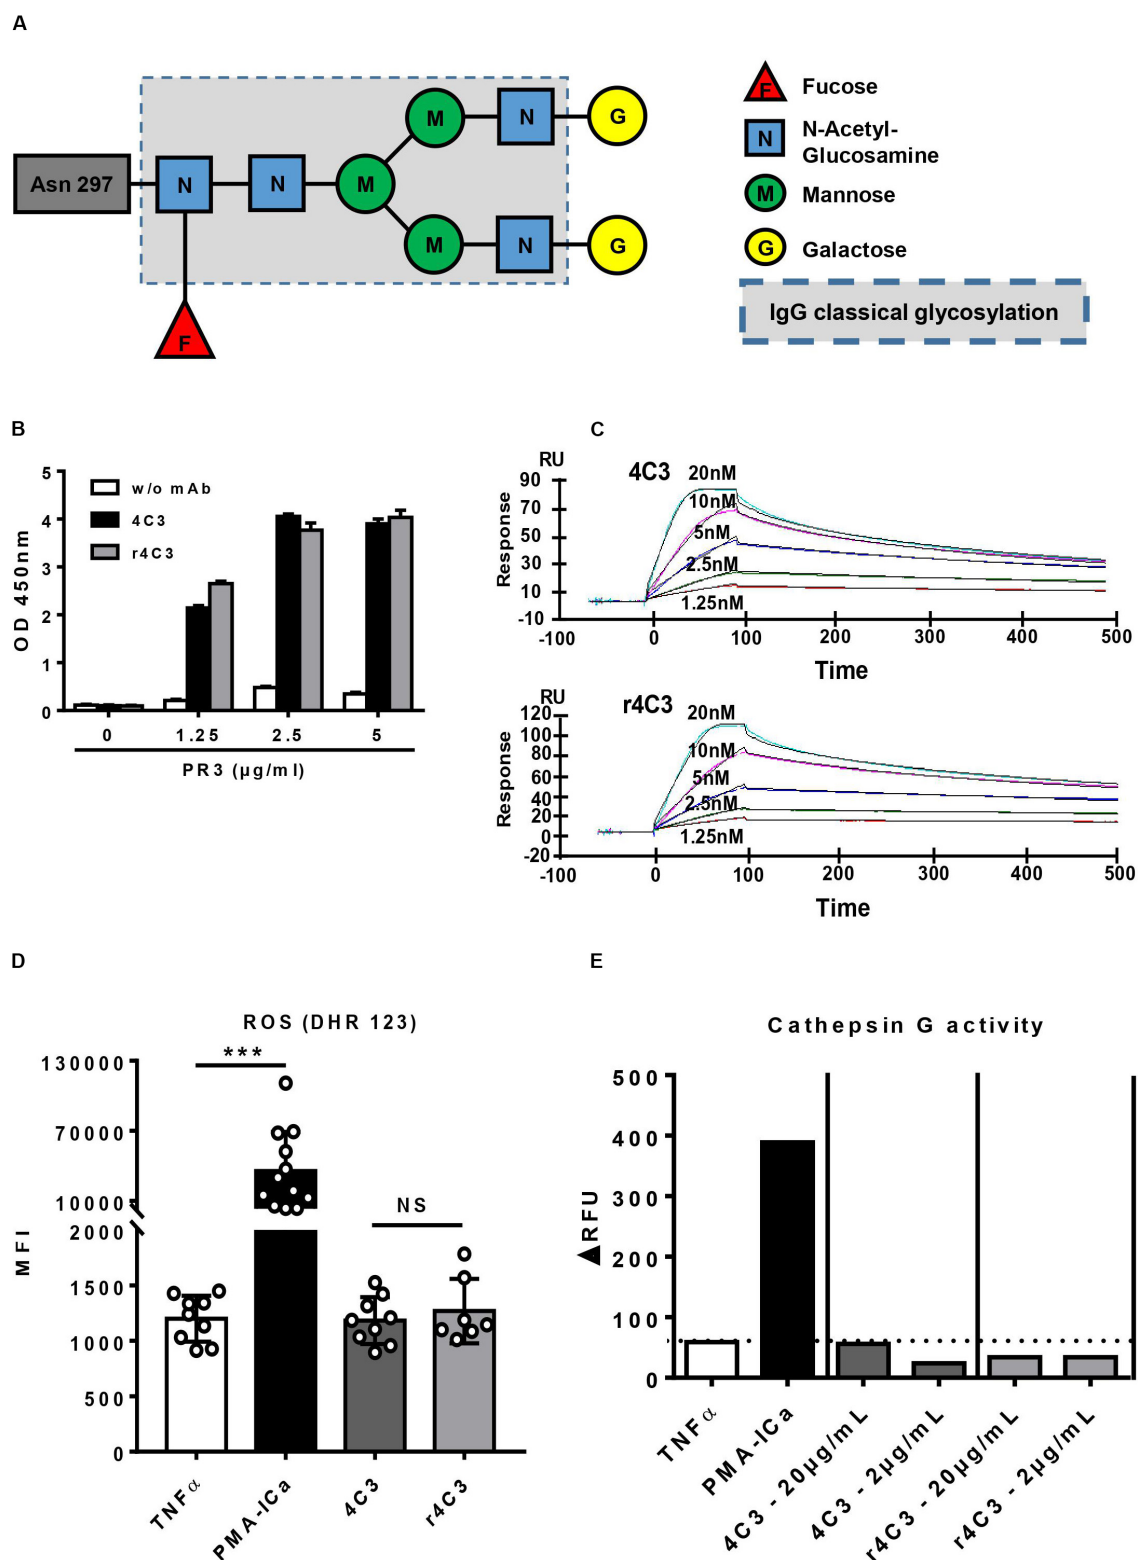 A
Asn 297
N
N
M
M
M
N
N
G
G
F
F
Fucose
N
N-Acetyl-
Glucosamine
M
Mannose
G
Galactose
IgG classical glycosylation
B
OD 450nm
5
4
3
2
1
0
w/o mAb
4C3
r4C3
0 1.25 2.5 5
PR3 (µg/ml)
C
RU
Response
90
70
50
30
10
-10
4C3
20nM
10nM
5nM
2.5nM
1.25nM
-100 0 100 200 300 400 500
Time
RU
Response
120
100
80
60
40
20
0
-20
r4C3
20nM
10nM
5nM
2.5nM
1.25nM
-100 0 100 200 300 400 500
Time
D
ROS (DHR 123)
MFI
130000
70000
10000
2000
1500
1000
500
0
***
NS
TNFα
PMA-ICa
4C3
r4C3
E
Cathepsin G activity
▲RFU
500
400
300
200
100
0
TNFα
PMA-ICa
4C3 - 20µg/mL
4C3 - 2µg/mL
r4C3 - 20µg/mL
r4C3 - 2µg/mL